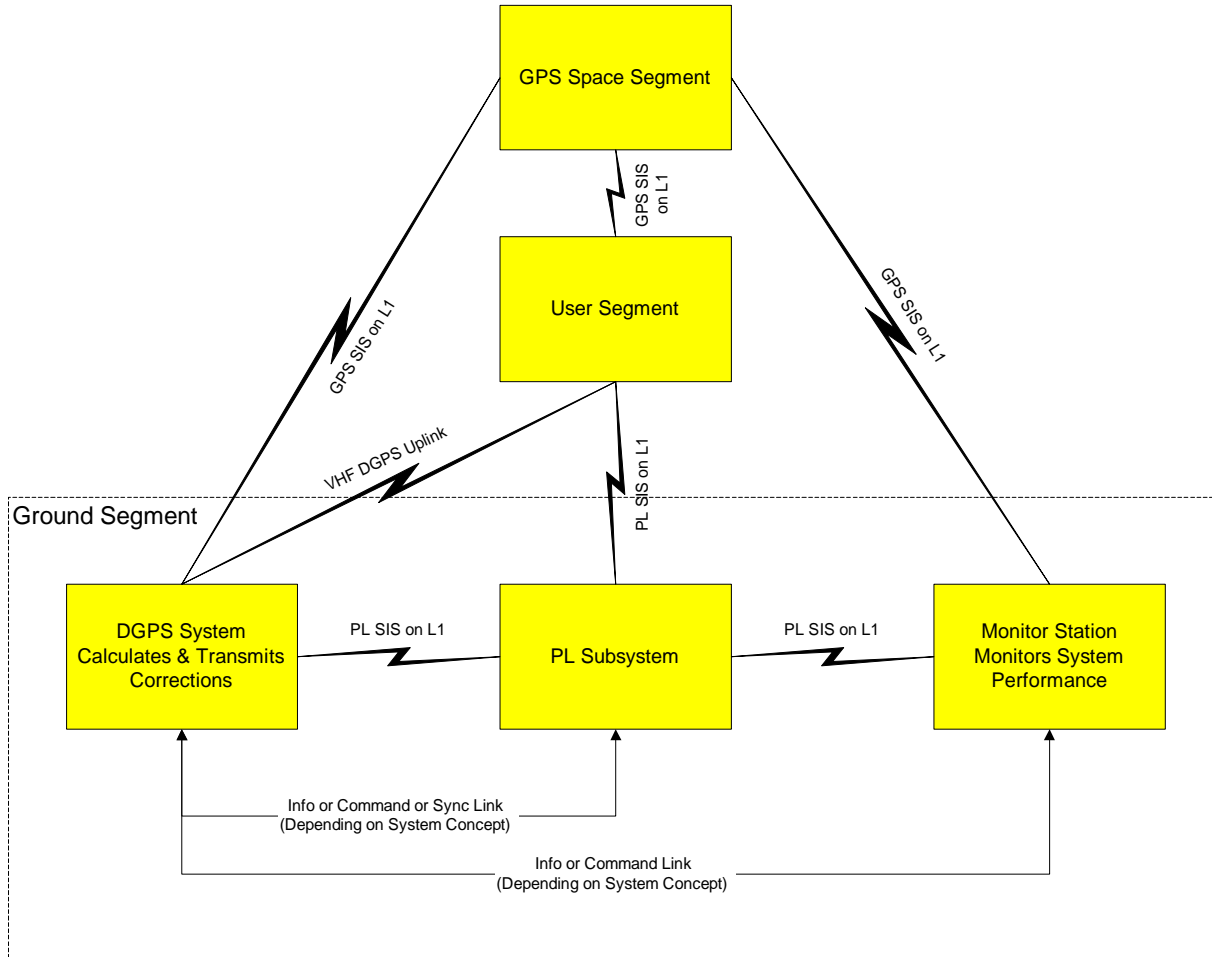 GPS Space Segment
GPS SIS
on L1
User Segment
GPS SIS on L1
GPS SIS on L1
VHF DGPS Uplink
PL SIS on L1
Ground Segment
DGPS System
Calculates & Transmits
Corrections
PL SIS on L1
PL Subsystem
PL SIS on L1
Monitor Station
Monitors System
Performance
Info or Command or Sync Link
(Depending on System Concept)
Info or Command Link
(Depending on System Concept)